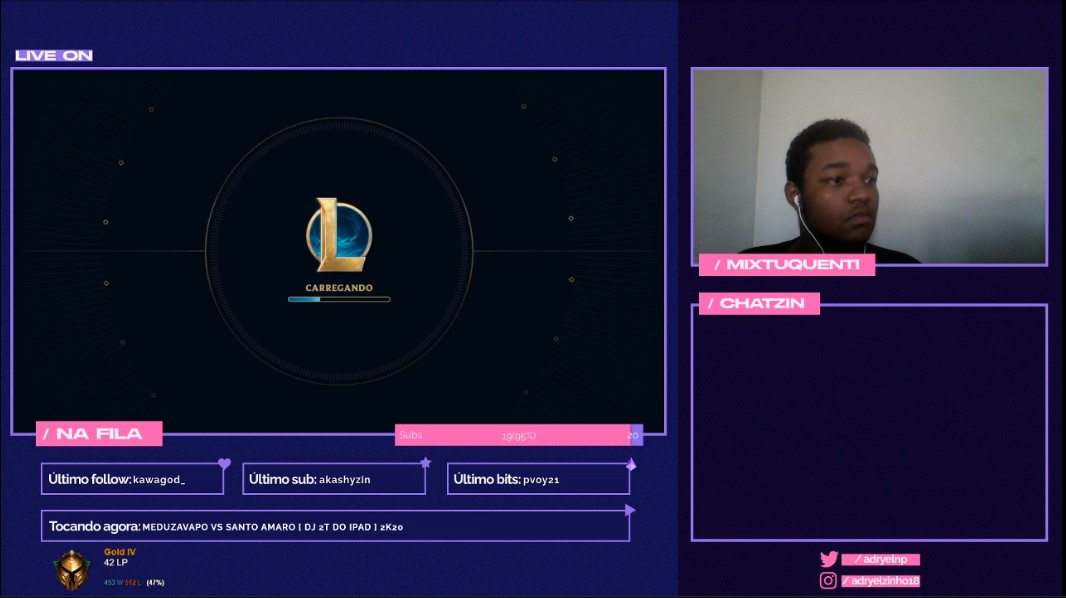 LIVE ON
CARREGANDO
/ MIXTUQUENTI
/ CHATZIN
/ NA FILA
Subs 19(95%) 20
Último follow: kawagod_
Último sub: akashyzin
Último bits: pvoy21
Tocando agora: MEDUZAVAPO VS SANTO AMARO [ DJ 2T DO IPAD ] 2K20
Gold IV
42 LP
453 W 512 L (47%)
/ adryelnp
/ adryelzinho18